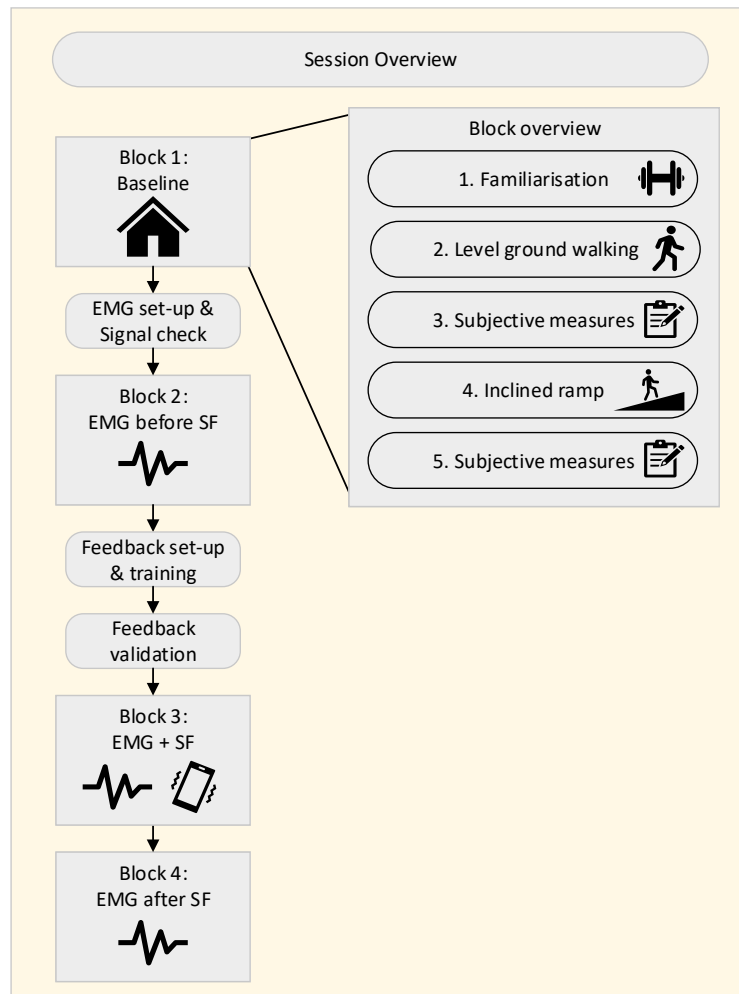 Session Overview
Block 1:
Baseline
EMG set-up &
Signal check
Block 2:
EMG before SF
Feedback set-up
& training
Feedback
validation
Block 3:
EMG + SF
Block 4:
EMG after SF
Block overview
1. Familiarisation
2. Level ground walking
3. Subjective measures
4. Inclined ramp
5. Subjective measures